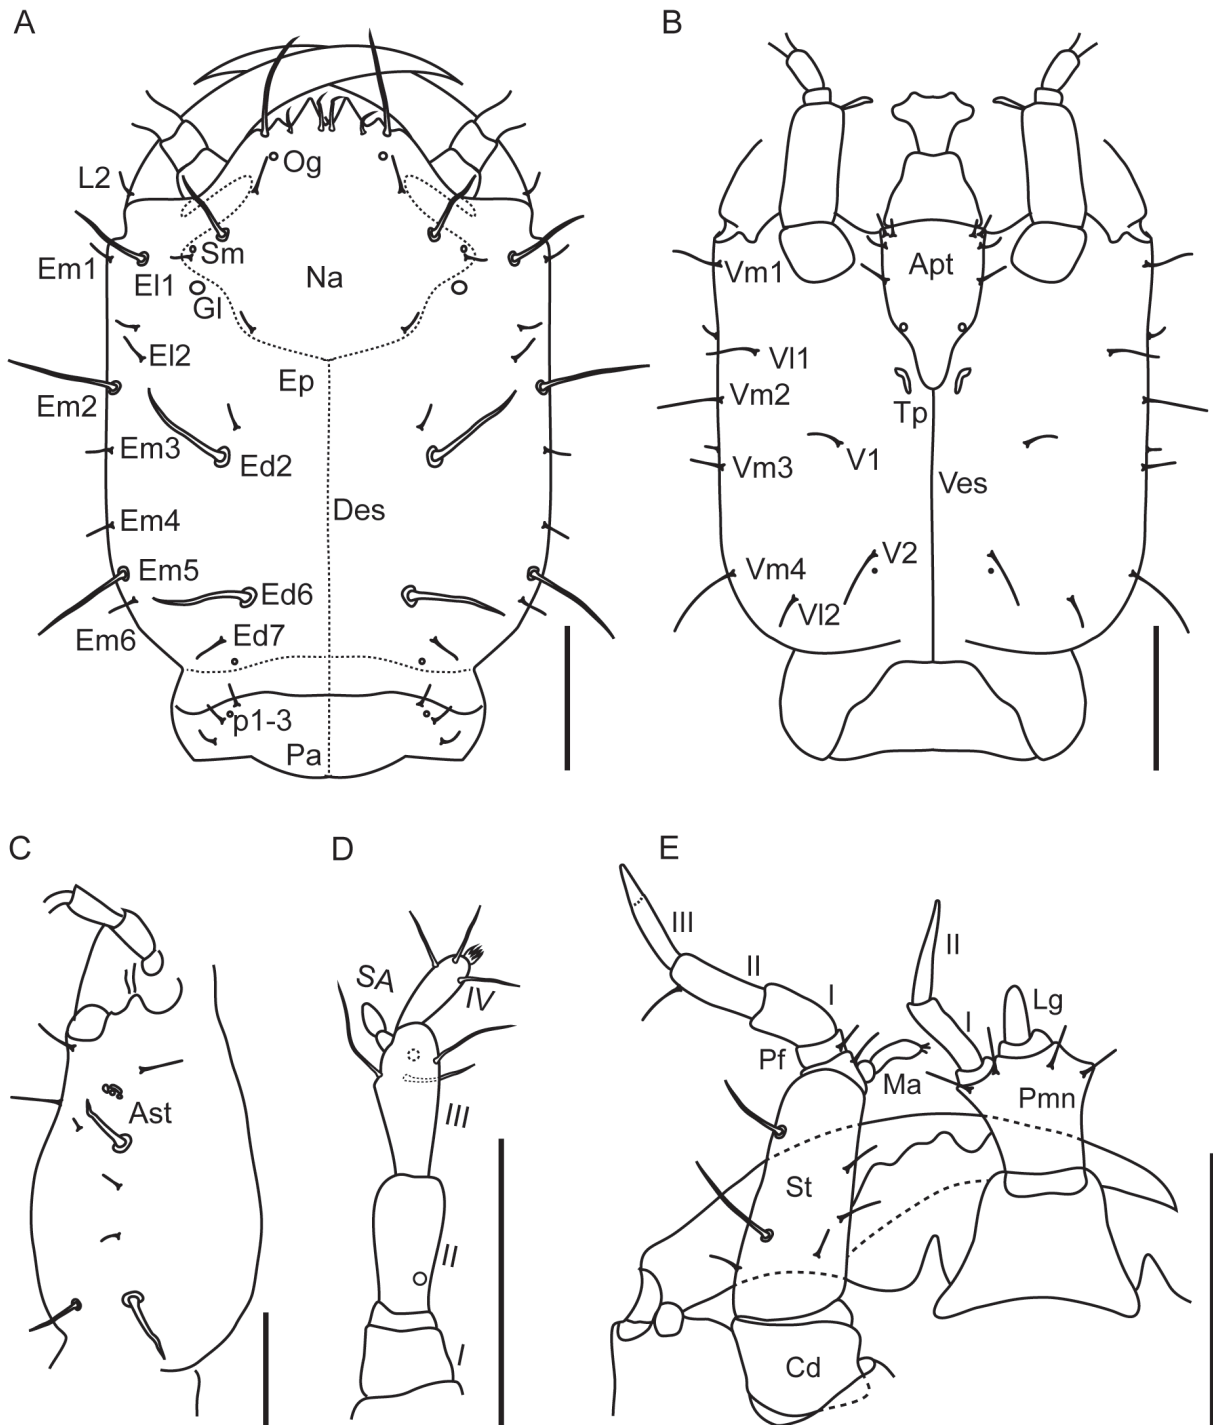 A
B
L2
Og
Em1
El1
Sm
Gl
Na
El2
Ep
Em2
Em3
Ed2
Des
Em4
Em5
Ed6
Em6
Ed7
p1-3
Pa
Vm1
Apt
Vl1
Vm2
Tp
V1
Vm3
Ves
V2
Vm4
Vl2
C
D
E
Ast
SA
IV
III
II
I
III
II
I
Pf
Ma
II
I
Lg
Pmn
St
Cd